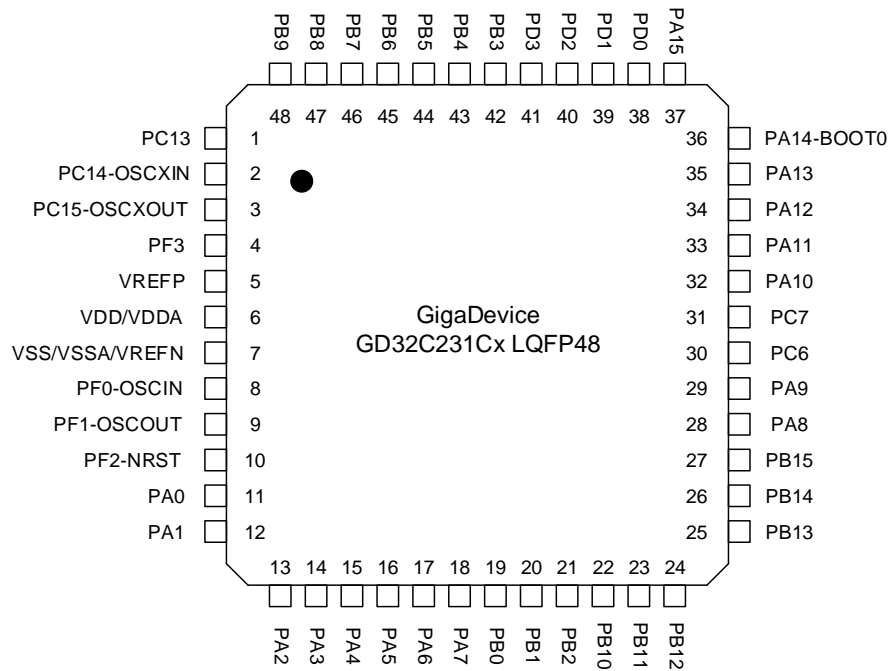 PB9 PB8 PB7 PB6 PB5 PB4 PB3 PD3 PD2 PD1 PD0 PA15
48 47 46 45 44 43 42 41 40 39 38 37
PC13 1 36 PA14-BOOT0
PC14-OSCXIN 2 35 PA13
PC15-OSCXOUT 3 34 PA12
PF3 4 33 PA11
VREFP 5 32 PA10
VDD/VDDA 6 31 PC7
VSS/VSSA/VREFN 7 30 PC6
PF0-OSCIN 8 29 PA9
PF1-OSCOUT 9 28 PA8
PF2-NRST 10 27 PB15
PA0 11 26 PB14
PA1 12 25 PB13
GigaDevice
GD32C231Cx LQFP48
13 14 15 16 17 18 19 20 21 22 23 24
PA2 PA3 PA4 PA5 PA6 PA7 PB0 PB1 PB2 PB10 PB11 PB12